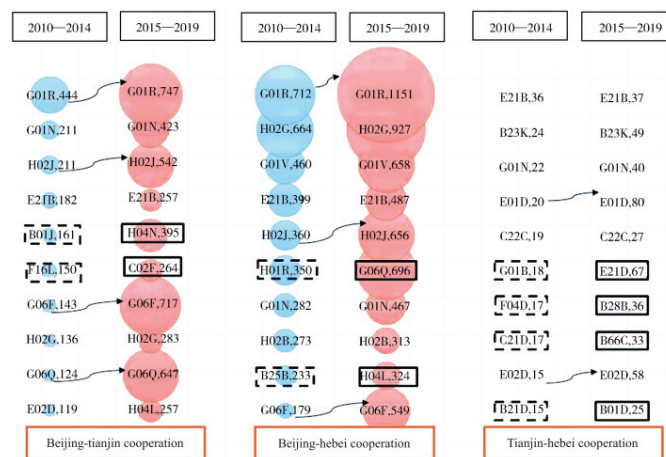 2010—2014 2015—2019 2010—2014 2015—2019 2010—2014 2015—2019
G01R,444 G01R,747 G01R,712 G01R,1151 E21B,36 E21B,37
G01N,211 G01N,423 H02G,664 H02G,927 B23K,24 B23K,49
H02J,211 H02J,542 G01V,460 G01V,658 G01N,22 G01N,40
E21B,182 E21B,257 E21B,399 E21B,487 E01D,20 E01D,80
B01J,161 H04N,395 H02J,360 H02J,656 C22C,19 C22C,27
F16L,150 C02F,264 H01R,350 G06Q,696 G01B,18 E21D,67
G06F,143 G06F,717 G01N,282 G01N,467 F04D,17 B28B,36
H02G,136 H02G,283 H02B,273 H02B,313 C21D,17 B66C,33
G06Q,124 G06Q,647 B25B,233 H04L,324 E02D,15 E02D,58
E02D,119 H04L,257 G06F,179 G06F,549 B21D,15 B01D,25
Beijing-tianjin cooperation Beijing-hebei cooperation Tianjin-hebei cooperation